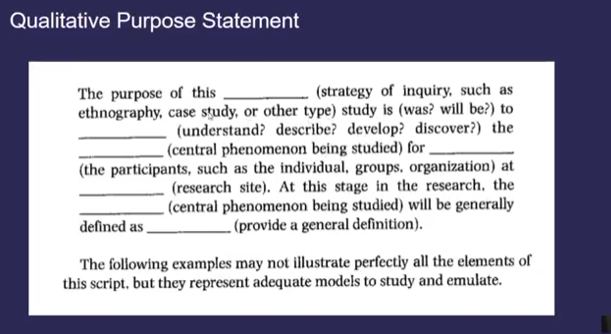 Qualitative Purpose Statement
The purpose of this __________ (strategy of inquiry, such as
ethnography, case study, or other type) study is (was? will be?) to
__________ (understand? describe? develop? discover?) the
__________ (central phenomenon being studied) for __________
(the participants, such as the individual, groups, organization) at
__________ (research site). At this stage in the research, the
__________ (central phenomenon being studied) will be generally
defined as __________ (provide a general definition).
The following examples may not illustrate perfectly all the elements of
this script, but they represent adequate models to study and emulate.